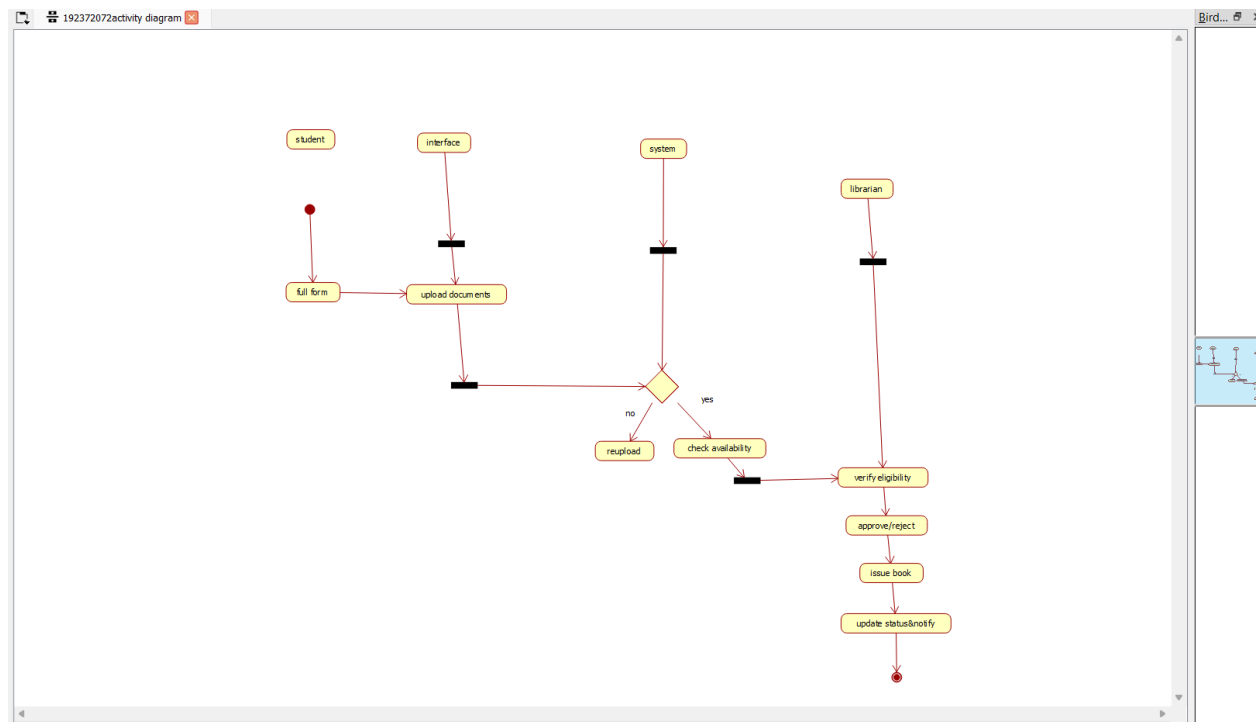 192372072activity diagram
Bird...
student
interface
system
librarian
full form
upload documents
no
yes
reupload
check availability
verify eligibility
approve/reject
issue book
update status&notify